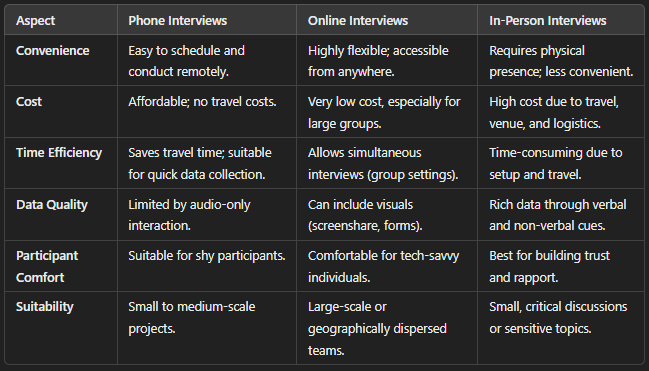 Aspect Phone Interviews Online Interviews In-Person Interviews
Convenience Easy to schedule and Highly flexible; accessible Requires physical
conduct remotely. from anywhere. presence; less convenient.
Cost Affordable; no travel costs. Very low cost, especially for High cost due to travel,
large groups. venue, and logistics.
Time Efficiency Saves travel time; suitable Allows simultaneous Time-consuming due to
for quick data collection. interviews (group settings). setup and travel.
Data Quality Limited by audio-only Can include visuals Rich data through verbal
interaction. (screenshare, forms). and non-verbal cues.
Participant Suitable for shy participants. Comfortable for tech-savvy Best for building trust
Comfort individuals. and rapport.
Suitability Small to medium-scale Large-scale or Small, critical discussions
projects. geographically dispersed or sensitive topics.
teams.